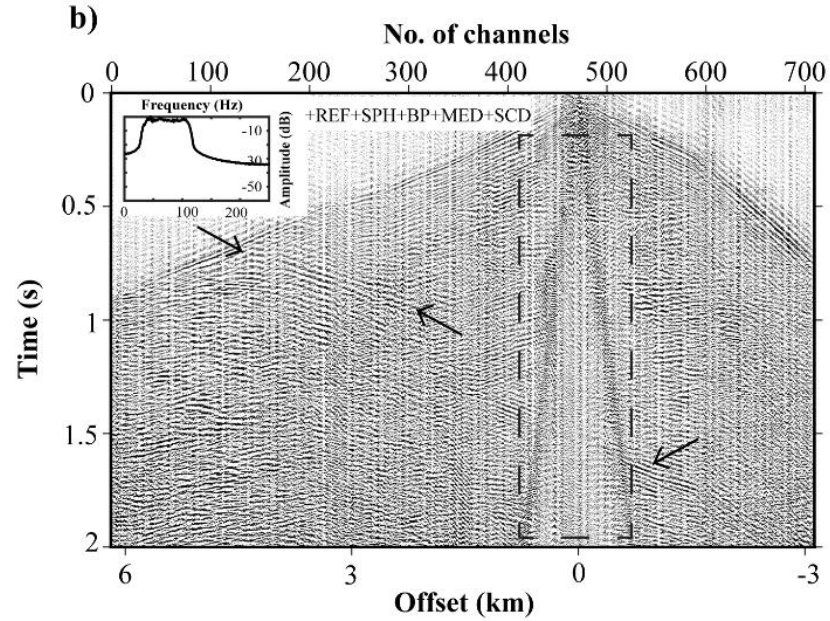 b)
No. of channels
0 100 200 300 400 500 600 700
Frequency (Hz)
+REF+SPH+BP+MED+SCD
-10
30
-50
Amplitude (dB)
0 100 200
0
0.5
1
1.5
2
Time (s)
6 3 0 -3
Offset (km)